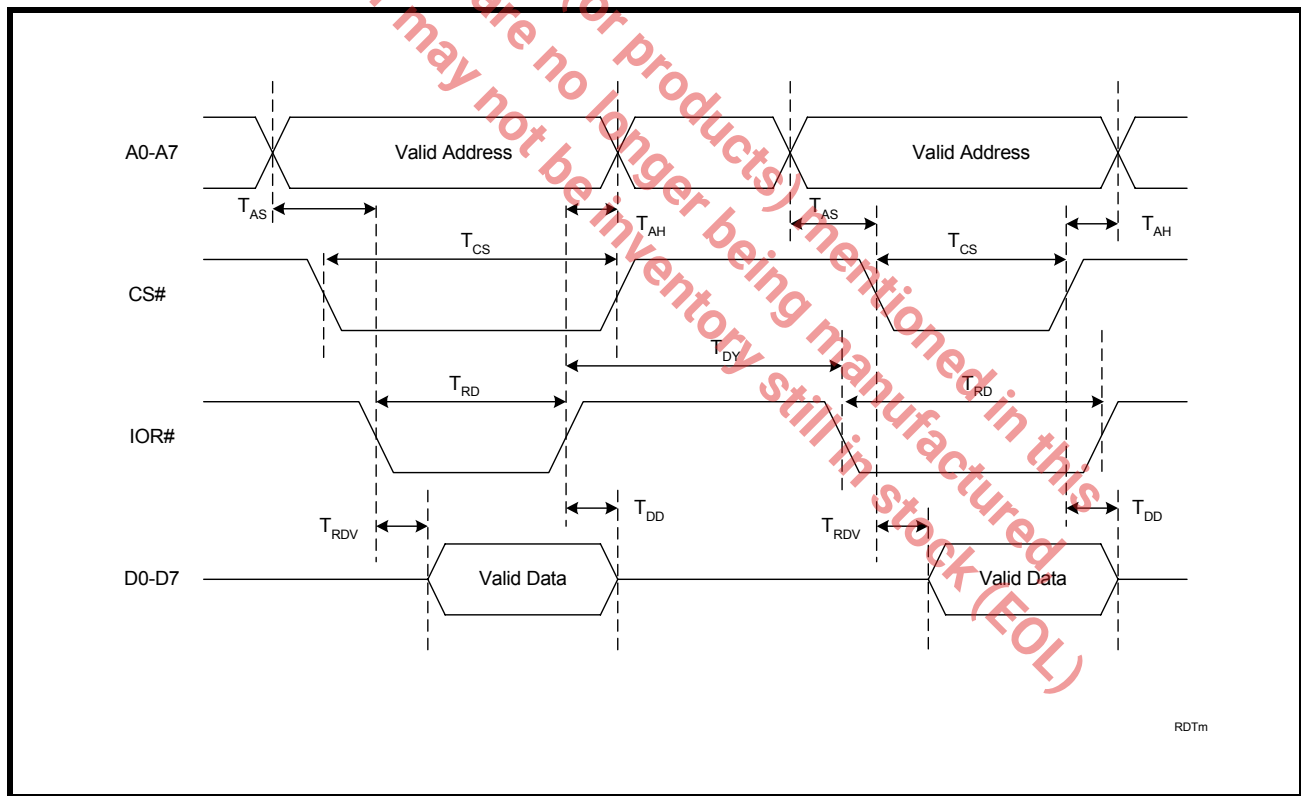 (or products) mentioned in this
are no longer being manufactured,
may not be inventory still in stock (EOL)
A0-A7
Valid Address
Valid Address
TAS
TAH
TAS
TAH
TCS
TCS
CS#
TDY
TRD
TRD
IOR#
TRDV
TDD
TRDV
TDD
D0-D7
Valid Data
Valid Data
RDTm